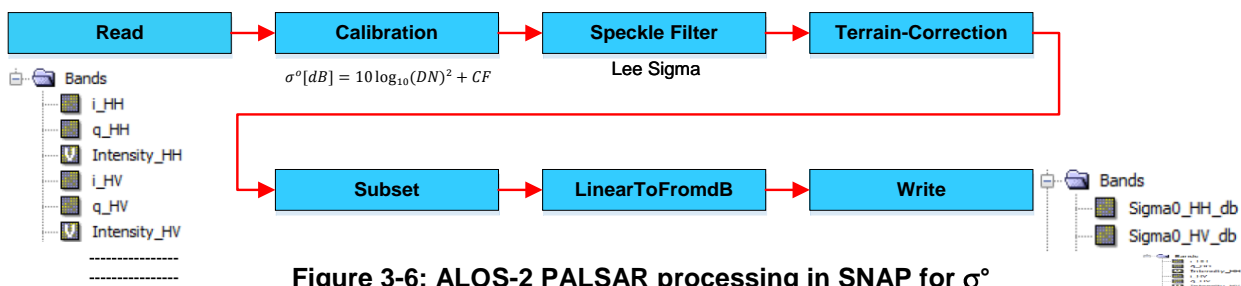 Read
Calibration
Speckle Filter
Terrain-Correction
σ°[dB] = 10 log₁₀(DN)² + CF
Lee Sigma
Bands
i_HH
q_HH
Intensity_HH
i_HV
q_HV
Intensity_HV
----------------
----------------
Subset
LinearToFromdB
Write
Bands
Sigma0_HH_db
Sigma0_HV_db
Figure 3-6: ALOS-2 PALSAR processing in SNAP for σ°